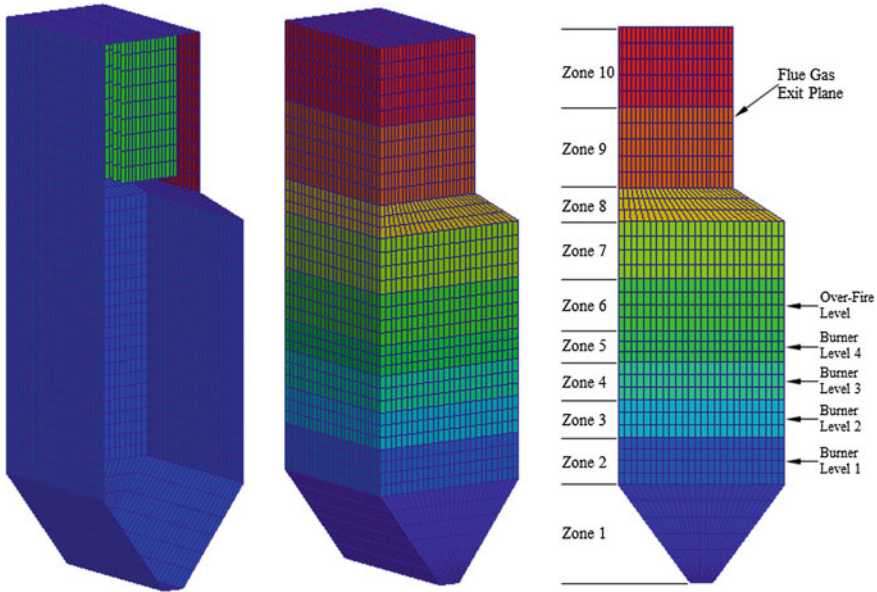 Zone 10
Flue Gas
Exit Plane
Zone 9
Zone 8
Zone 7
Zone 6
Over-Fire
Level
Zone 5
Burner
Level 4
Zone 4
Burner
Level 3
Zone 3
Burner
Level 2
Zone 2
Burner
Level 1
Zone 1